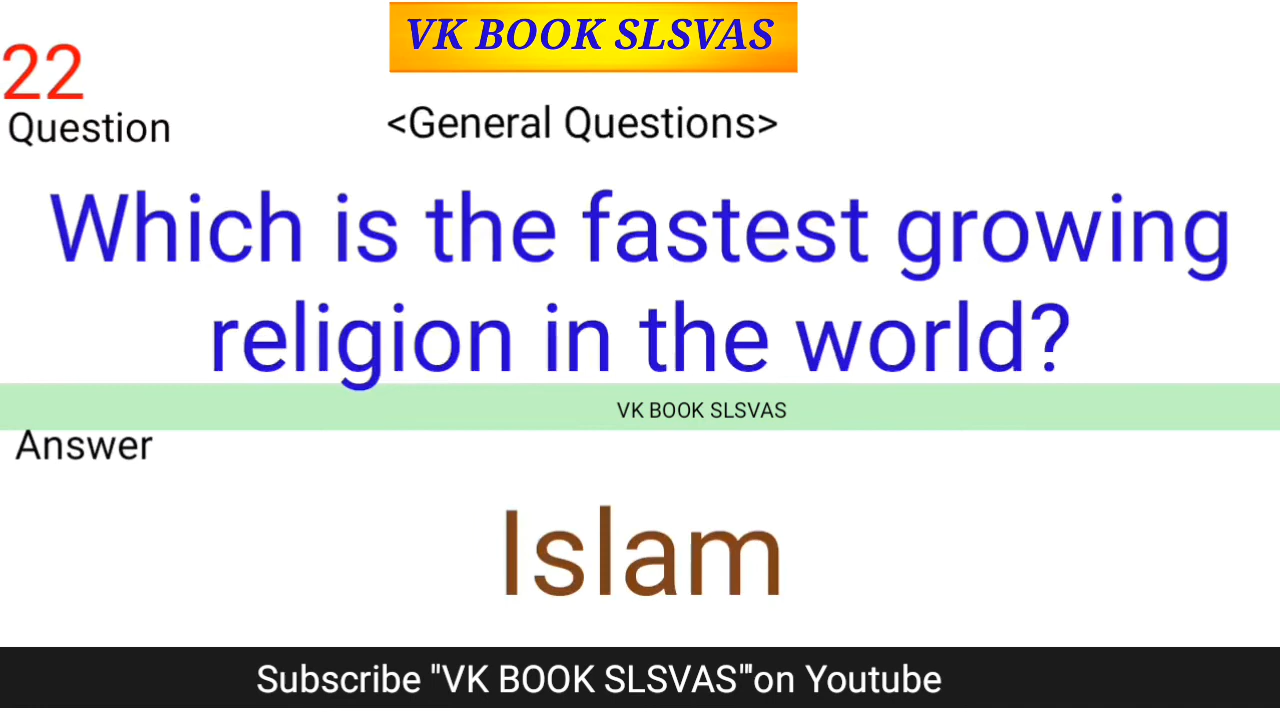 VK BOOK SLSVAS
22
Question
<General Questions>
Which is the fastest growing
religion in the world?
VK BOOK SLSVAS
Answer
Islam
Subscribe "VK BOOK SLSVAS'"on Youtube